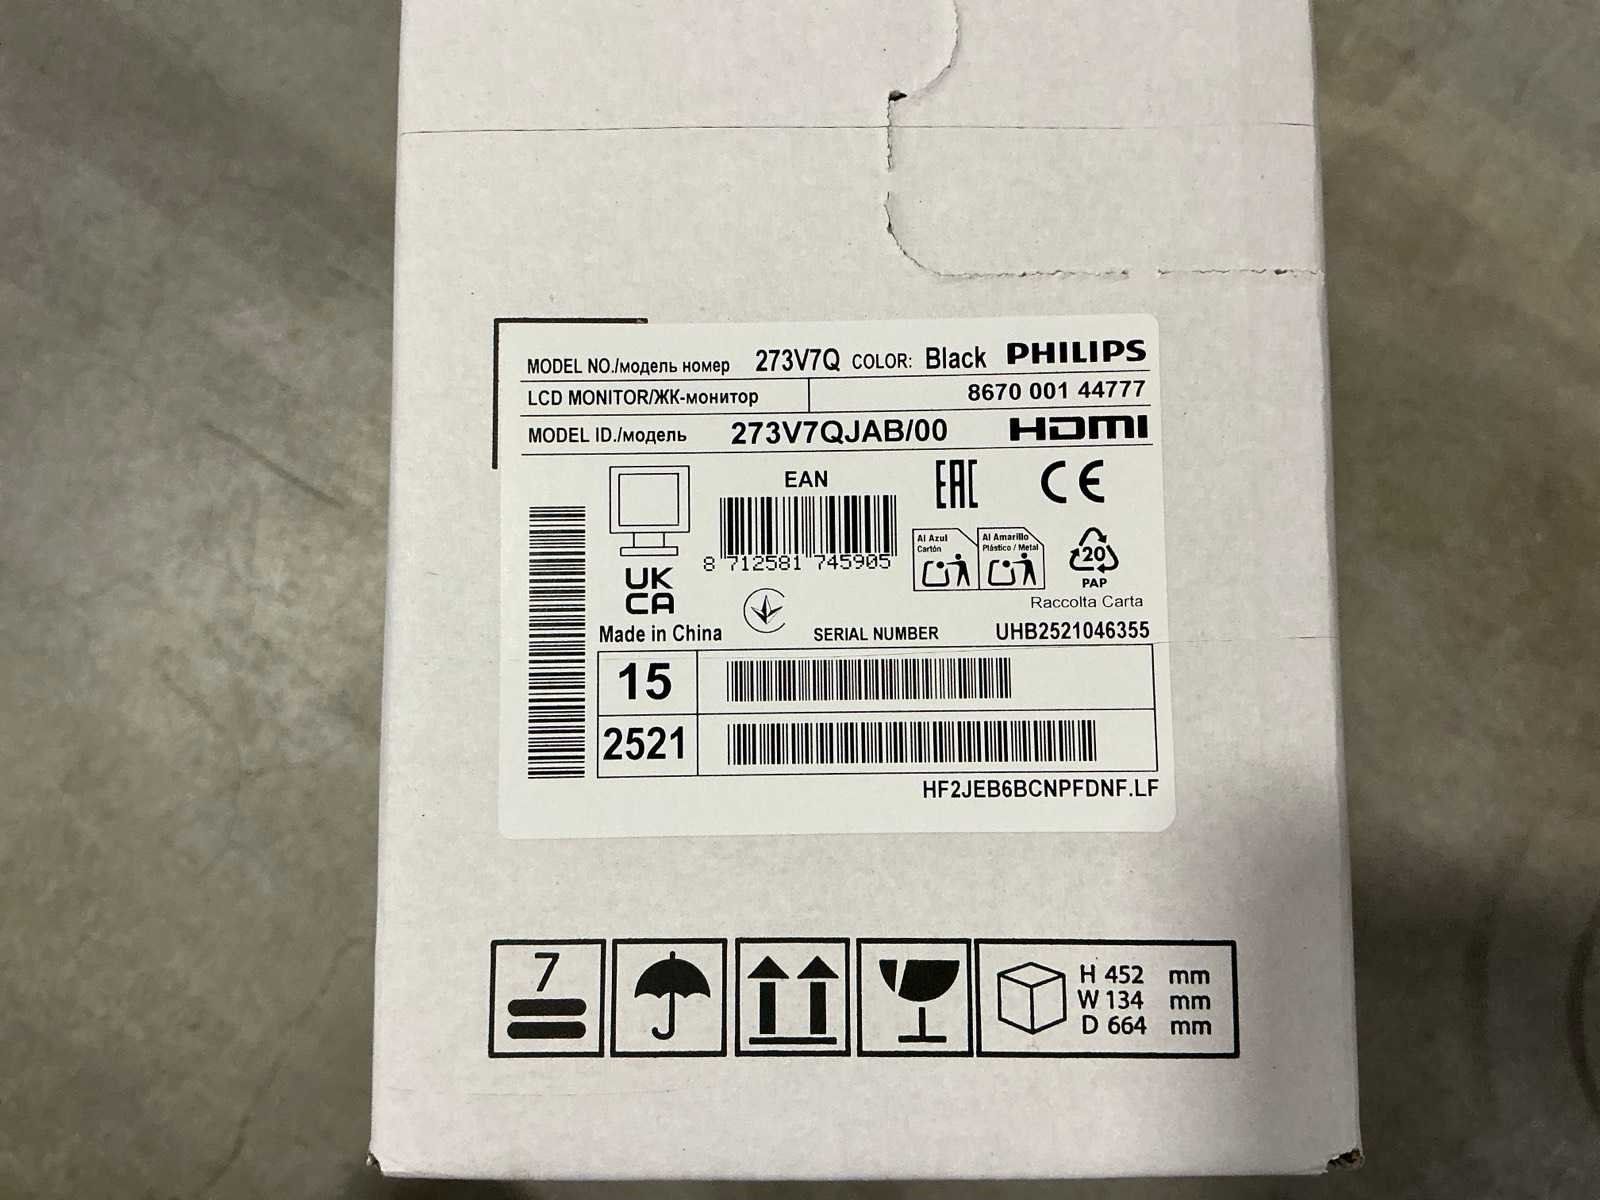 MODEL NO./модель номер 273V7Q COLOR: Black PHILIPS
LCD MONITOR/ЖК-монитор 8670 001 44777
MODEL ID./модель 273V7QJAB/00 HDMI
EAN
EAC CE
8 712581 745905
Al Azul
Cartón
Al Amarillo
Plástico / Metal
20
PAP
Raccolta Carta
UK
CA
Made in China SERIAL NUMBER UHB2521046355
15
2521
HF2JEB6BCNPFDNF.LF
7
H 452 mm
W 134 mm
D 664 mm